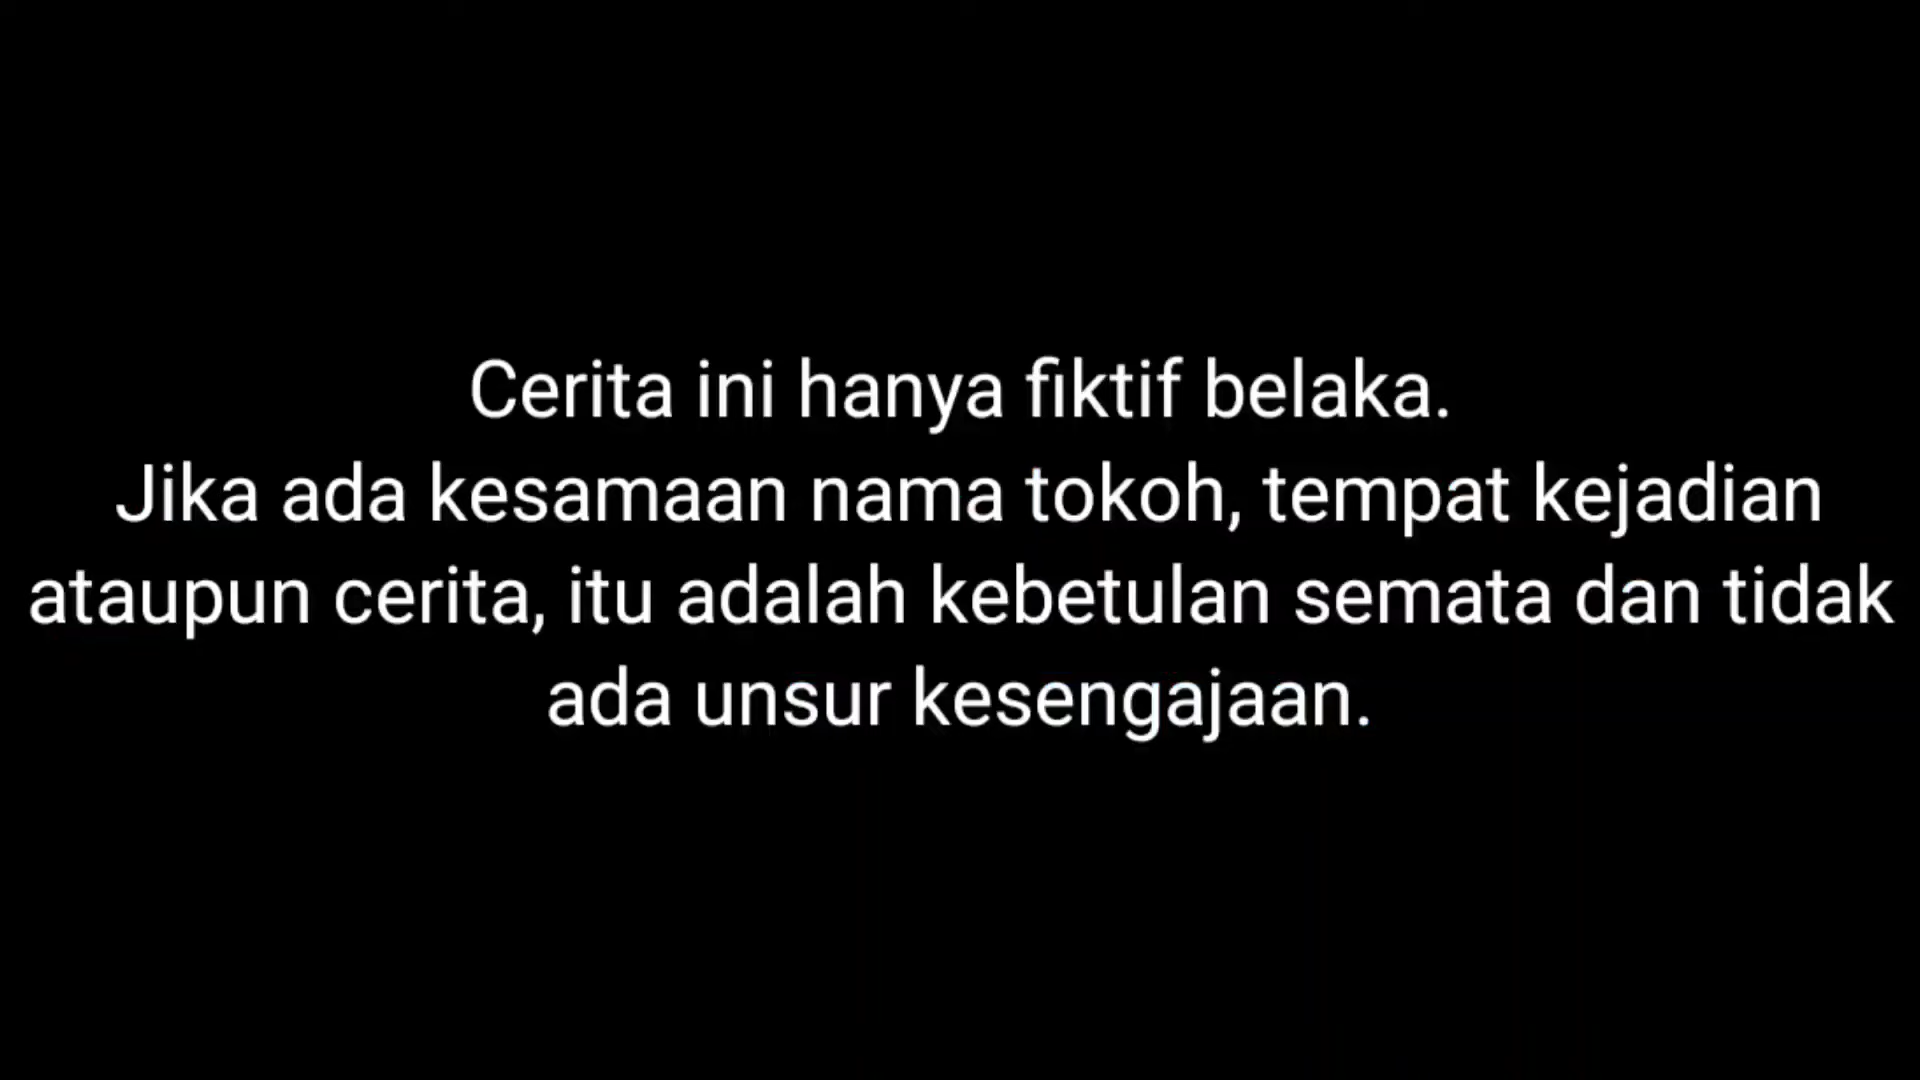 Cerita ini hanya fiktif belaka.
Jika ada kesamaan nama tokoh, tempat kejadian
ataupun cerita, itu adalah kebetulan semata dan tidak
ada unsur kesengajaan.